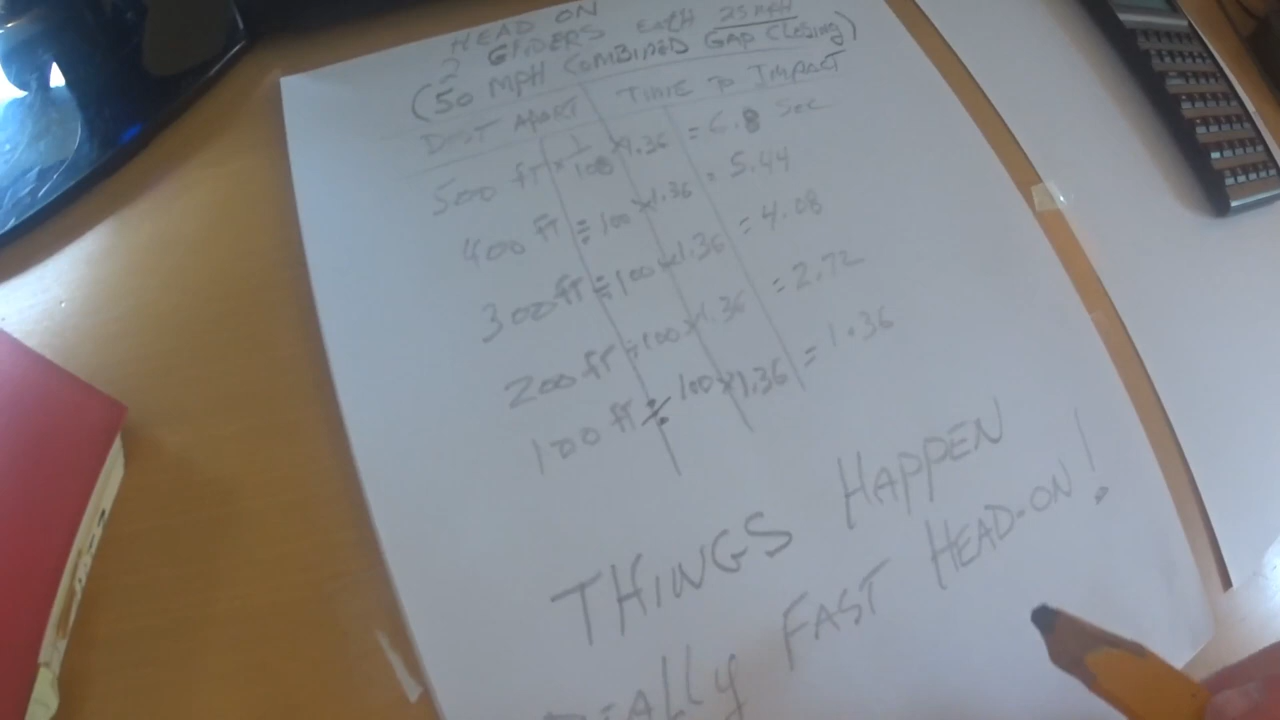 HEAD ON
2 GLIDERS EACH 25 MPH
(50 MPH COMBINED GAP CLOSING)
DIST APART TIME TO IMPACT
500 FT × 1/100 × 1.36 = 6.8 SEC
400 FT ÷ 100 × 1.36 = 5.44
300 FT ÷ 100 × 1.36 = 4.08
200 FT ÷ 100 × 1.36 = 2.72
100 FT ÷ 100 × 1.36 = 1.36
THINGS HAPPEN
REALLY FAST HEAD-ON!